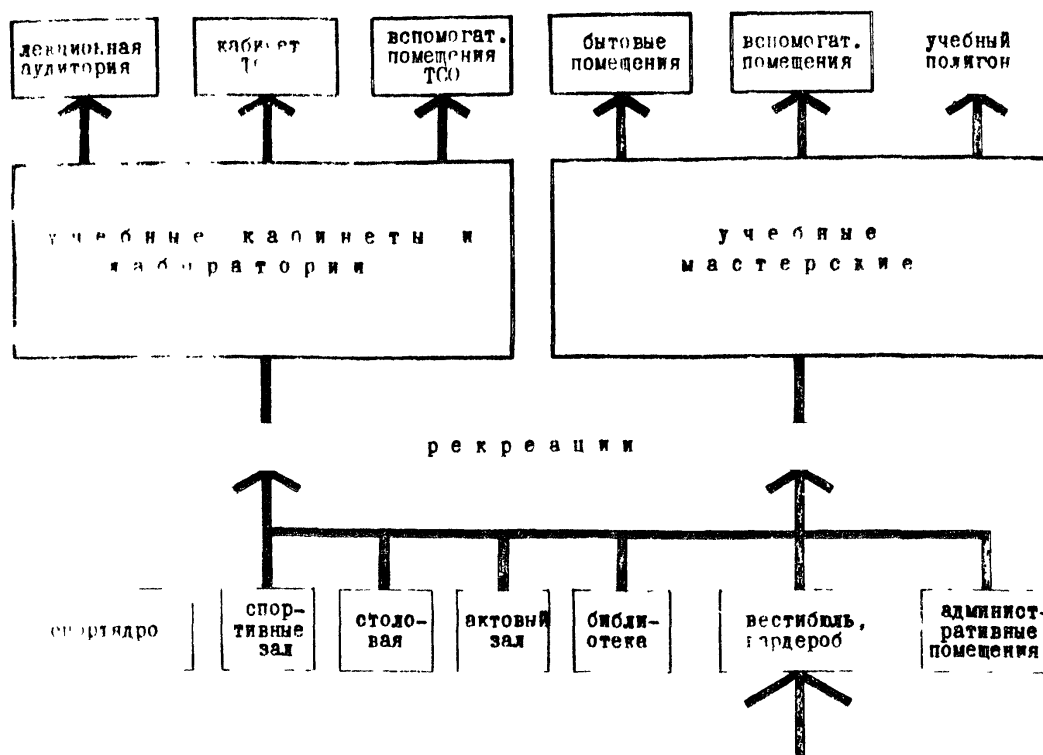 лекционная
аудитория
кабинет
вспомогат.
помещения
ТСО
бытовые
помещения
вспомогат.
помещения
учебный
полигон
учебные кабинеты и
лаборатории
учебные
мастерские
рекреации
спортядро
спор-
тивные
зал
столо-
вая
актовый
зал
библи-
отека
вестибюль,
гардероб
админист-
ративные
помещения